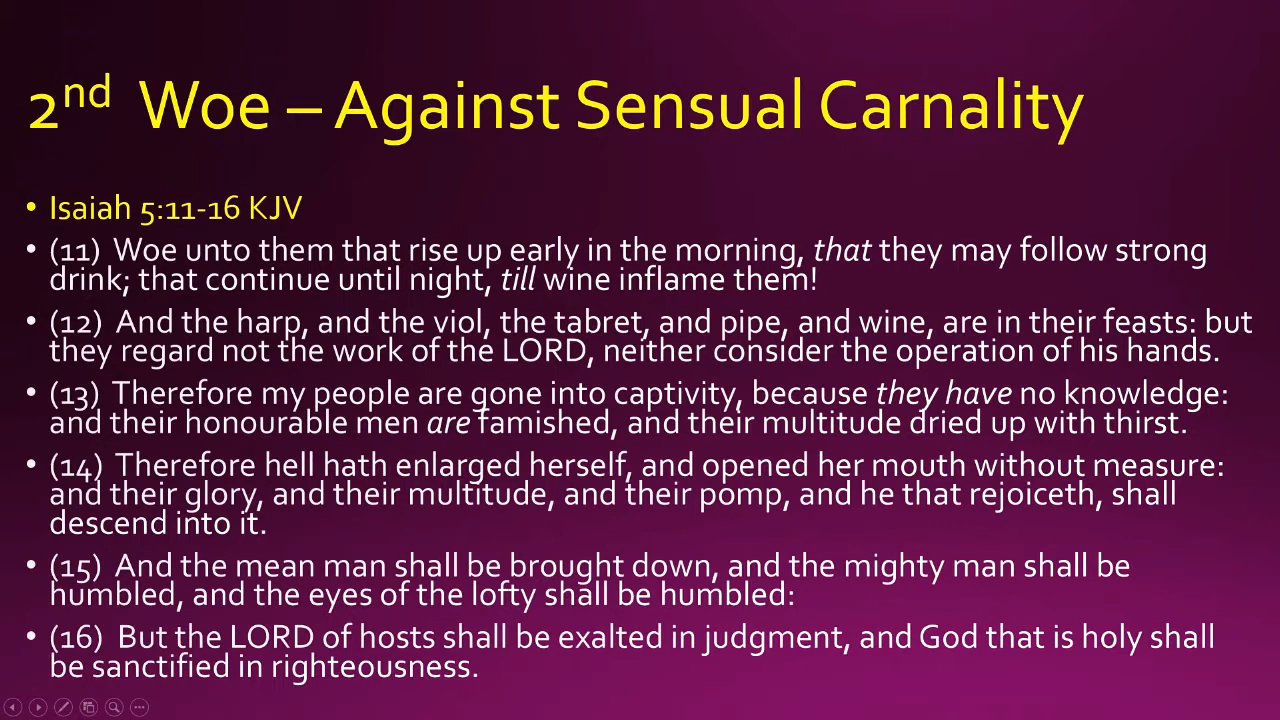 2nd Woe – Against Sensual Carnality
• Isaiah 5:11-16 KJV
• (11) Woe unto them that rise up early in the morning, that they may follow strong
drink; that continue until night, till wine inflame them!
• (12) And the harp, and the viol, the tabret, and pipe, and wine, are in their feasts: but
they regard not the work of the LORD, neither consider the operation of his hands.
• (13) Therefore my people are gone into captivity, because they have no knowledge:
and their honourable men are famished, and their multitude dried up with thirst.
• (14) Therefore hell hath enlarged herself, and opened her mouth without measure:
and their glory, and their multitude, and their pomp, and he that rejoiceth, shall
descend into it.
• (15) And the mean man shall be brought down, and the mighty man shall be
humbled, and the eyes of the lofty shall be humbled:
• (16) But the LORD of hosts shall be exalted in judgment, and God that is holy shall
be sanctified in righteousness.